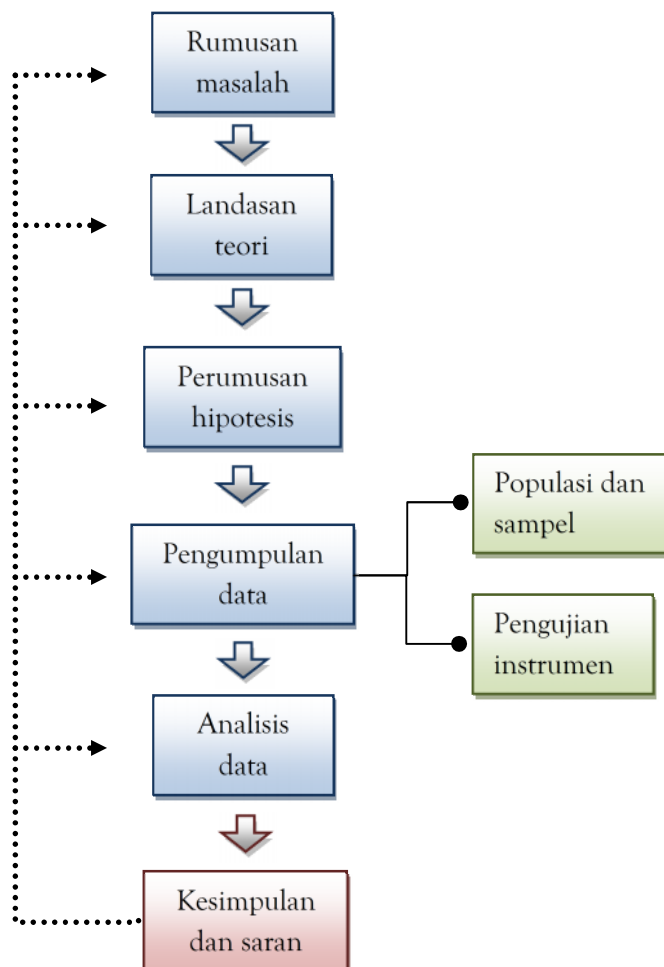 Rumusan
masalah
Landasan
teori
Perumusan
hipotesis
Populasi dan
sampel
Pengumpulan
data
Pengujian
instrumen
Analisis
data
Kesimpulan
dan saran